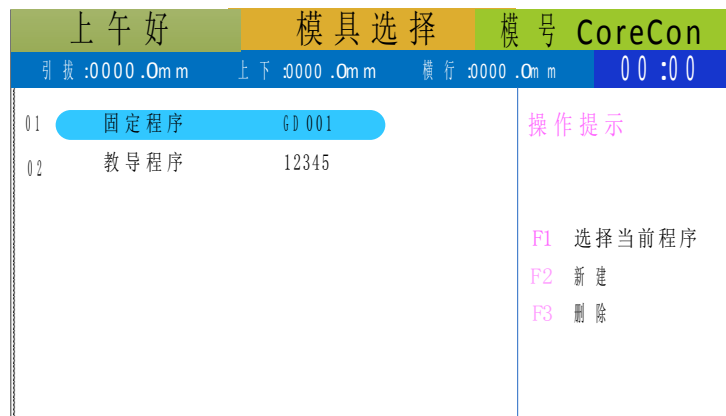 上午好 模具选择 模号 CoreCon
引拔:0000.0mm 上下:0000.0mm 横行:0000.0mm 00:00
01 固定程序 GD001 操作提示
02 教导程序 12345
F1 选择当前程序
F2 新建
F3 删除